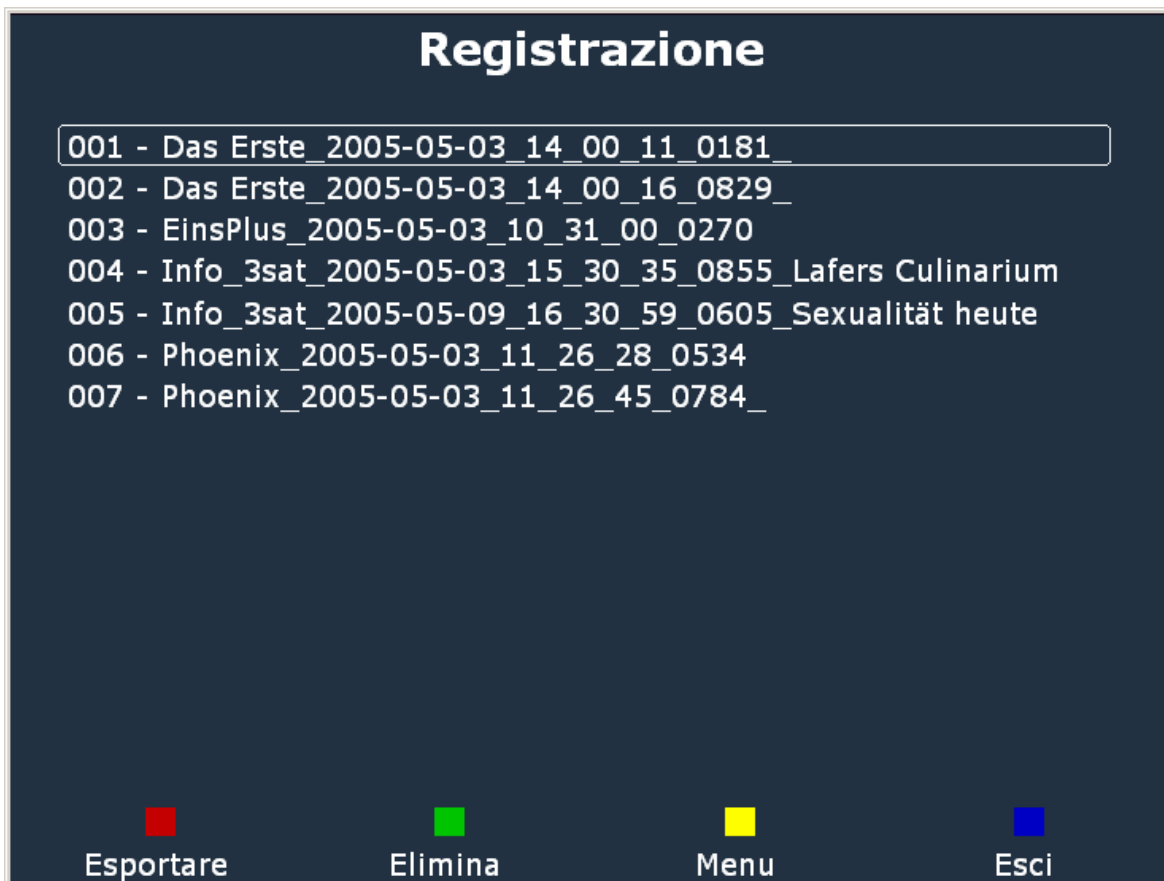 Registrazione
001 - Das Erste_2005-05-03_14_00_11_0181_
002 - Das Erste_2005-05-03_14_00_16_0829_
003 - EinsPlus_2005-05-03_10_31_00_0270
004 - Info_3sat_2005-05-03_15_30_35_0855_Lafers Culinarium
005 - Info_3sat_2005-05-09_16_30_59_0605_Sexualität heute
006 - Phoenix_2005-05-03_11_26_28_0534
007 - Phoenix_2005-05-03_11_26_45_0784_
Esportare Elimina Menu Esci